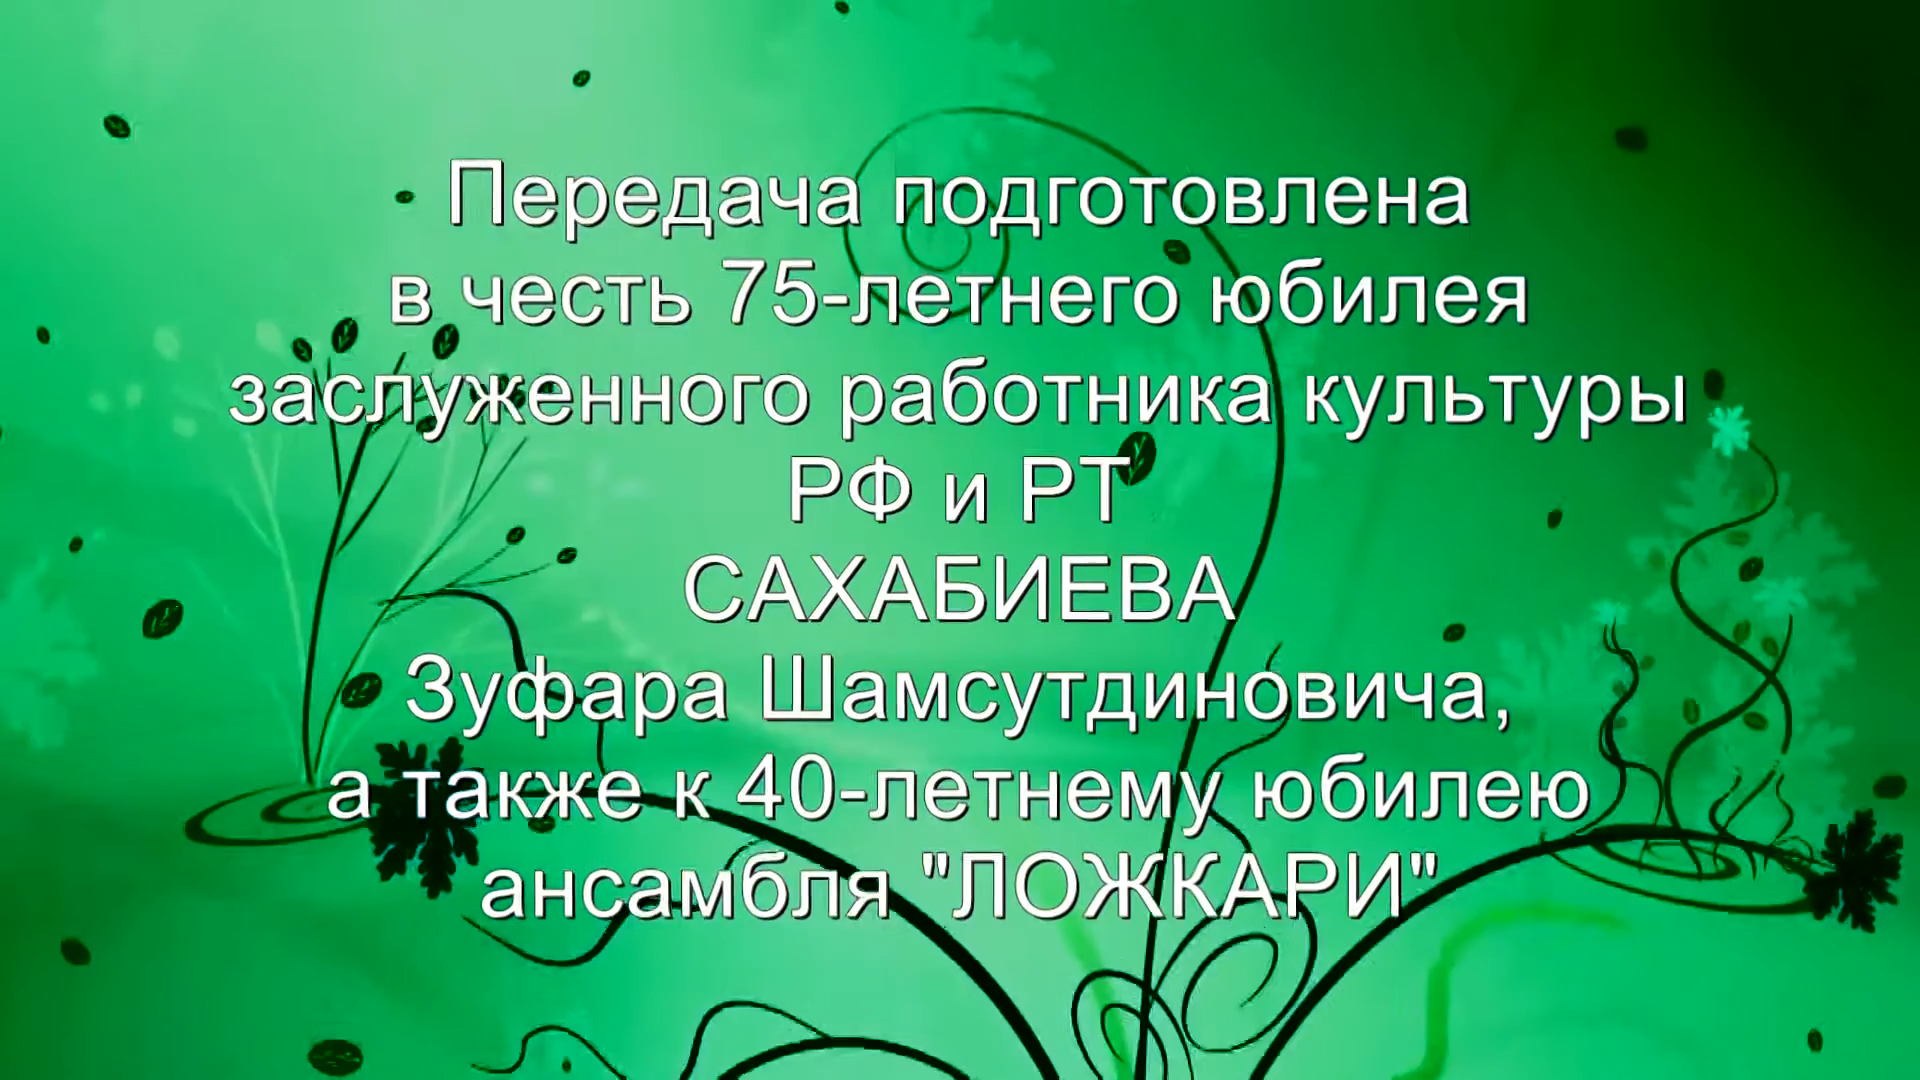 Передача подготовлена
в честь 75-летнего юбилея
заслуженного работника культуры
РФ и РТ
САХАБИЕВА
Зуфара Шамсутдиновича,
а также к 40-летнему юбилею
ансамбля "ЛОЖКАРИ"